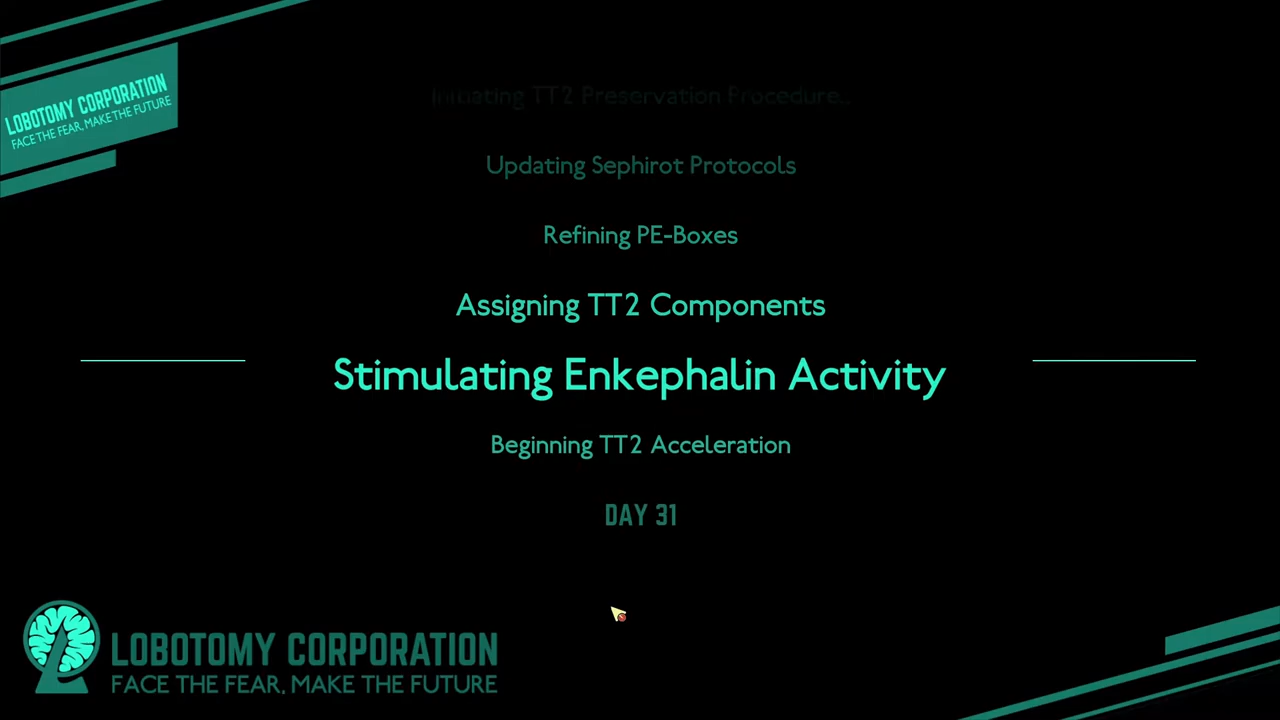 LOBOTOMY CORPORATION
FACE THE FEAR, MAKE THE FUTURE
Initiating TT2 Preservation Procedure..
Updating Sephirot Protocols
Refining PE-Boxes
Assigning TT2 Components
Stimulating Enkephalin Activity
Beginning TT2 Acceleration
DAY 31
LOBOTOMY CORPORATION
FACE THE FEAR, MAKE THE FUTURE